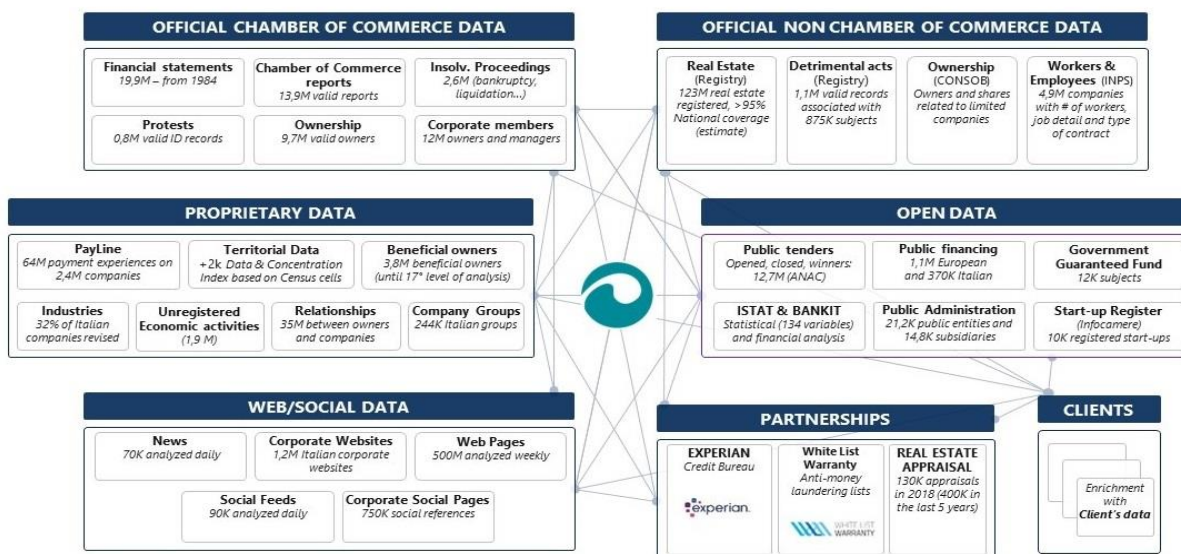 OFFICIAL CHAMBER OF COMMERCE DATA
Financial statements
19,9M – from 1984
Chamber of Commerce
reports
13,9M valid reports
Insolv. Proceedings
2,6M (bankruptcy,
liquidation...)
Protests
0,8M valid ID records
Ownership
9,7M valid owners
Corporate members
12M owners and managers
OFFICIAL NON CHAMBER OF COMMERCE DATA
Real Estate
(Registry)
123M real estate
registered, >95%
National coverage
(estimate)
Detrimental acts
(Registry)
1,1M valid records
associated with
875K subjects
Ownership
(CONSOB)
Owners and shares
related to limited
companies
Workers &
Employees (INPS)
4,9M companies
with # of workers,
job detail and type
of contract
PROPRIETARY DATA
PayLine
64M payment experiences on
2,4M companies
Territorial Data
+2k Data & Concentration
Index based on Census cells
Beneficial owners
3,8M beneficial owners
(until 17° level of analysis)
Industries
32% of Italian
companies revised
Unregistered
Economic activities
(1,9 M)
Relationships
35M between owners
and companies
Company Groups
244K Italian groups
OPEN DATA
Public tenders
Opened, closed, winners:
12,7M (ANAC)
Public financing
1,1M European
and 370K Italian
Government
Guaranteed Fund
12K subjects
ISTAT & BANKIT
Statistical (134 variables)
and financial analysis
Public Administration
21,2K public entities and
14,8K subsidiaries
Start-up Register
(Infocamere)
10K registered start-ups
WEB/SOCIAL DATA
News
70K analyzed daily
Corporate Websites
1,2M Italian corporate
websites
Web Pages
500M analyzed weekly
Social Feeds
90K analyzed daily
Corporate Social Pages
750K social references
PARTNERSHIPS
EXPERIAN
Credit Bureau
experian.
White List
Warranty
Anti-money
laundering lists
WHITE LIST
WARRANTY
REAL ESTATE
APPRAISAL
130K appraisals
in 2018 (400K in
the last 5 years)
CLIENTS
Enrichment
with
Client's data